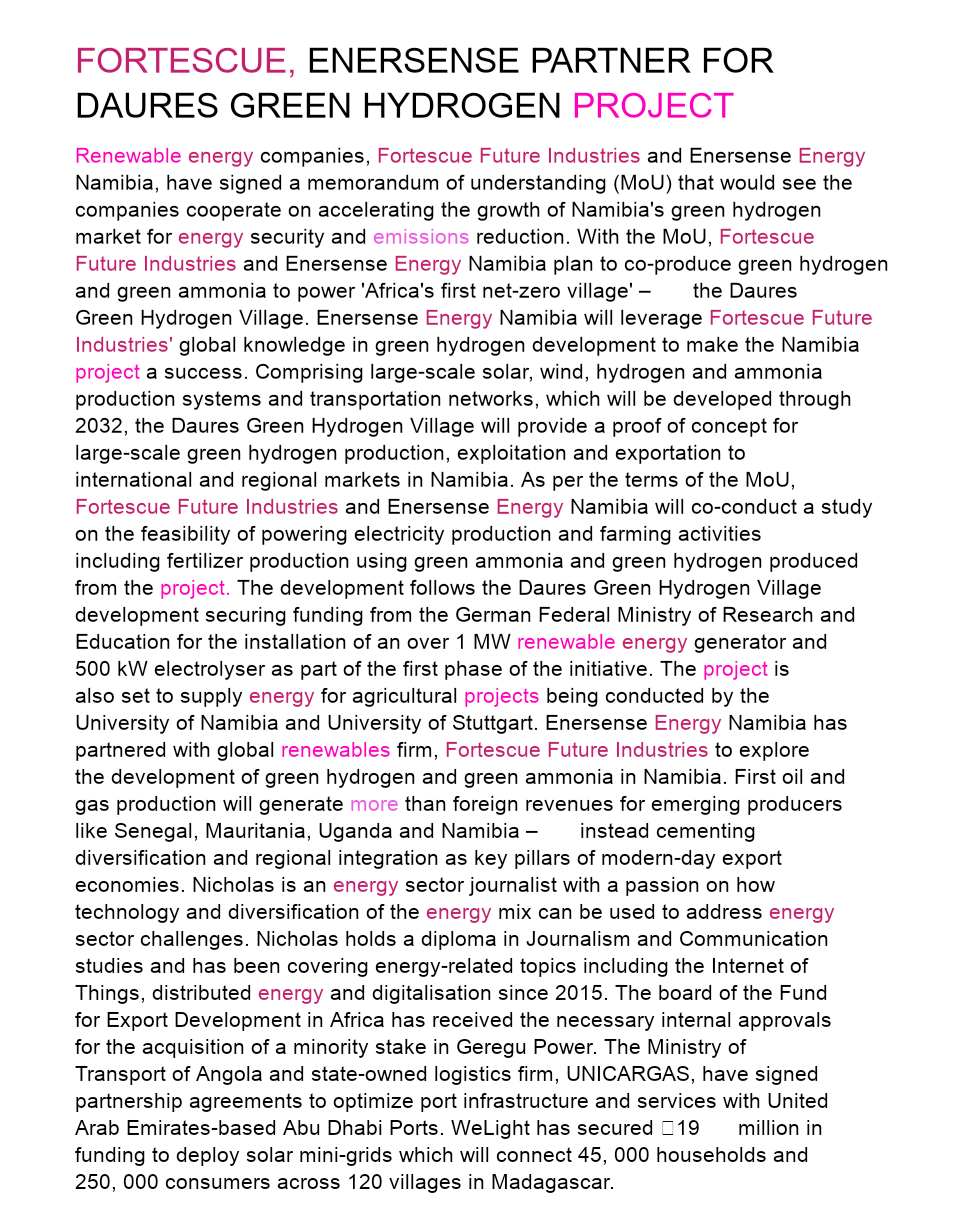 FORTESCUE, ENERSENSE PARTNER FOR
DAURES GREEN HYDROGEN PROJECT
Renewable energy companies, Fortescue Future Industries and Enersense Energy
Namibia, have signed a memorandum of understanding (MoU) that would see the
companies cooperate on accelerating the growth of Namibia's green hydrogen
market for energy security and emissions reduction. With the MoU, Fortescue
Future Industries and Enersense Energy Namibia plan to co-produce green hydrogen
and green ammonia to power 'Africa's first net-zero village' – the Daures
Green Hydrogen Village. Enersense Energy Namibia will leverage Fortescue Future
Industries' global knowledge in green hydrogen development to make the Namibia
project a success. Comprising large-scale solar, wind, hydrogen and ammonia
production systems and transportation networks, which will be developed through
2032, the Daures Green Hydrogen Village will provide a proof of concept for
large-scale green hydrogen production, exploitation and exportation to
international and regional markets in Namibia. As per the terms of the MoU,
Fortescue Future Industries and Enersense Energy Namibia will co-conduct a study
on the feasibility of powering electricity production and farming activities
including fertilizer production using green ammonia and green hydrogen produced
from the project. The development follows the Daures Green Hydrogen Village
development securing funding from the German Federal Ministry of Research and
Education for the installation of an over 1 MW renewable energy generator and
500 kW electrolyser as part of the first phase of the initiative. The project is
also set to supply energy for agricultural projects being conducted by the
University of Namibia and University of Stuttgart. Enersense Energy Namibia has
partnered with global renewables firm, Fortescue Future Industries to explore
the development of green hydrogen and green ammonia in Namibia. First oil and
gas production will generate more than foreign revenues for emerging producers
like Senegal, Mauritania, Uganda and Namibia – instead cementing
diversification and regional integration as key pillars of modern-day export
economies. Nicholas is an energy sector journalist with a passion on how
technology and diversification of the energy mix can be used to address energy
sector challenges. Nicholas holds a diploma in Journalism and Communication
studies and has been covering energy-related topics including the Internet of
Things, distributed energy and digitalisation since 2015. The board of the Fund
for Export Development in Africa has received the necessary internal approvals
for the acquisition of a minority stake in Geregu Power. The Ministry of
Transport of Angola and state-owned logistics firm, UNICARGAS, have signed
partnership agreements to optimize port infrastructure and services with United
Arab Emirates-based Abu Dhabi Ports. WeLight has secured 19 million in
funding to deploy solar mini-grids which will connect 45, 000 households and
250, 000 consumers across 120 villages in Madagascar.